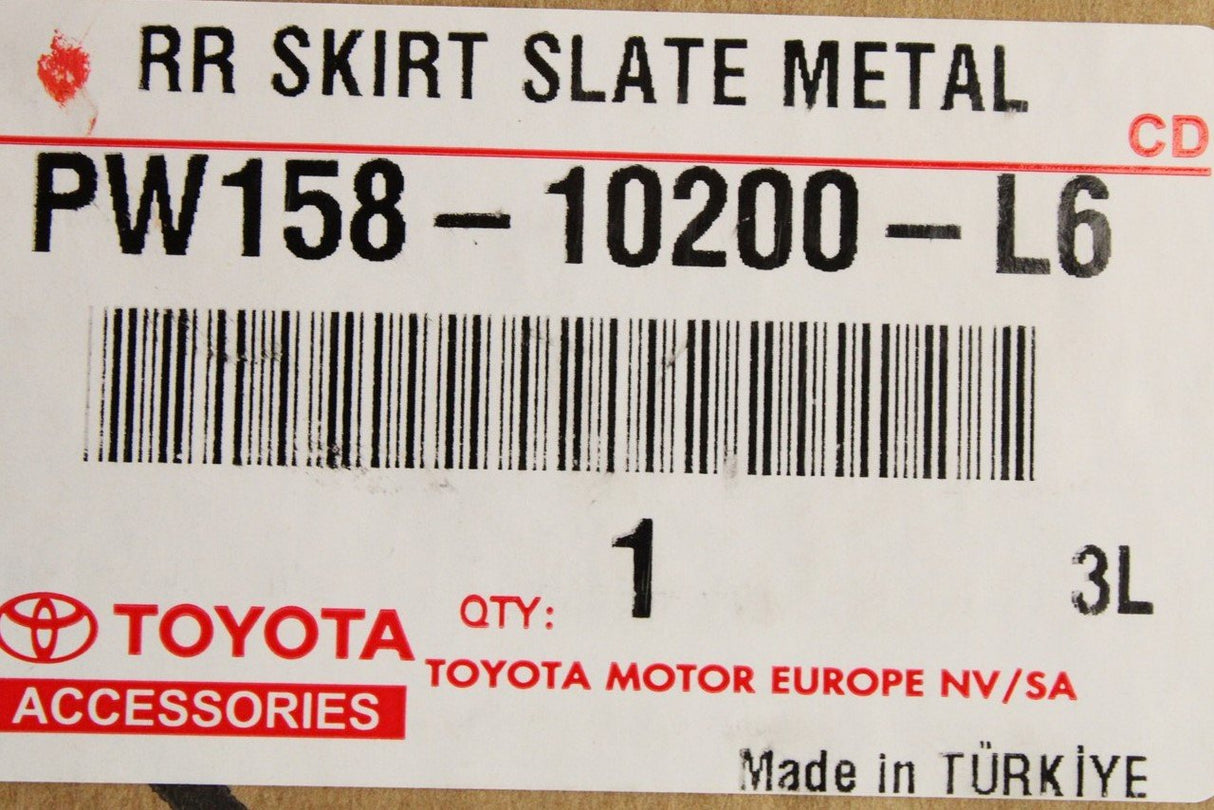 RR SKIRT SLATE METAL
CD
PW158-10200-L6
QTY: 1
3L
TOYOTA
ACCESSORIES
TOYOTA MOTOR EUROPE NV/SA
Made in TÜRKİYE